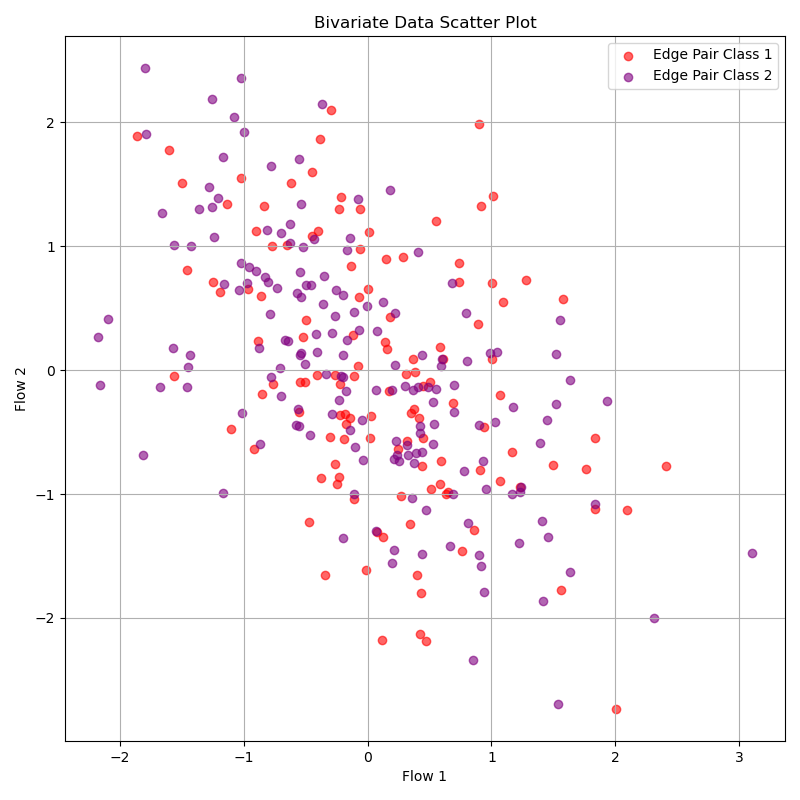 Bivariate Data Scatter Plot
Edge Pair Class 1
Edge Pair Class 2
Flow 2
2
1
0
−1
−2
−2 −1 0 1 2 3
Flow 1